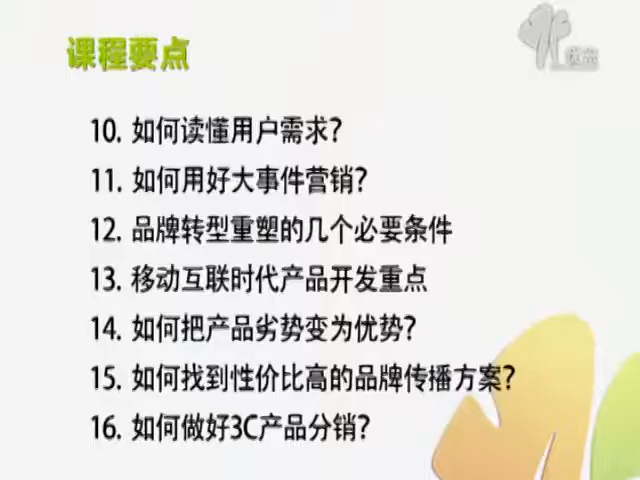 课程要点
10. 如何读懂用户需求?
11. 如何用好大事件营销?
12. 品牌转型重塑的几个必要条件
13. 移动互联时代产品开发重点
14. 如何把产品劣势变为优势?
15. 如何找到性价比高的品牌传播方案?
16. 如何做好3C产品分销?